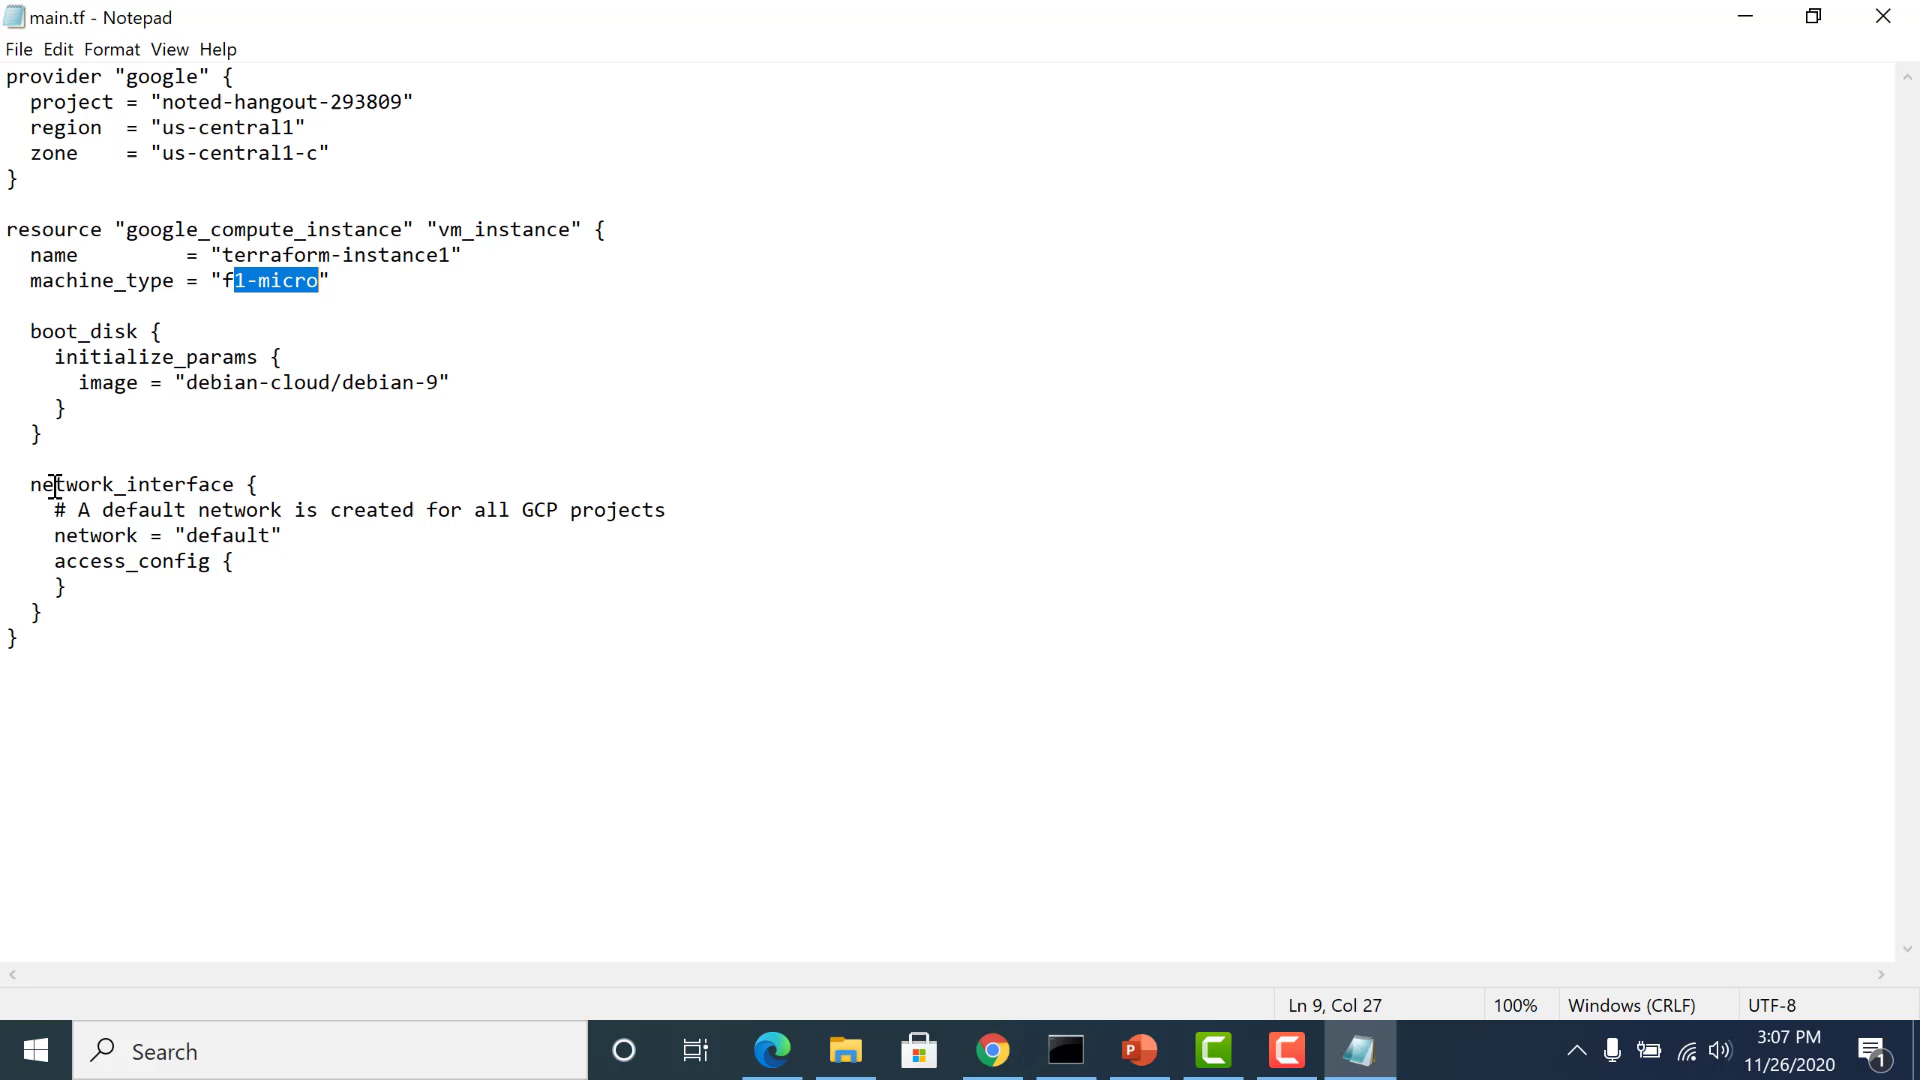 main.tf - Notepad
File Edit Format View Help
provider "google" {
  project = "noted-hangout-293809"
  region  = "us-central1"
  zone    = "us-central1-c"
}

resource "google_compute_instance" "vm_instance" {
  name         = "terraform-instance1"
  machine_type = "f1-micro"

  boot_disk {
    initialize_params {
      image = "debian-cloud/debian-9"
    }
  }

  network_interface {
    # A default network is created for all GCP projects
    network = "default"
    access_config {
    }
  }
}
Ln 9, Col 27 100% Windows (CRLF) UTF-8
Search
3:07 PM
11/26/2020
1